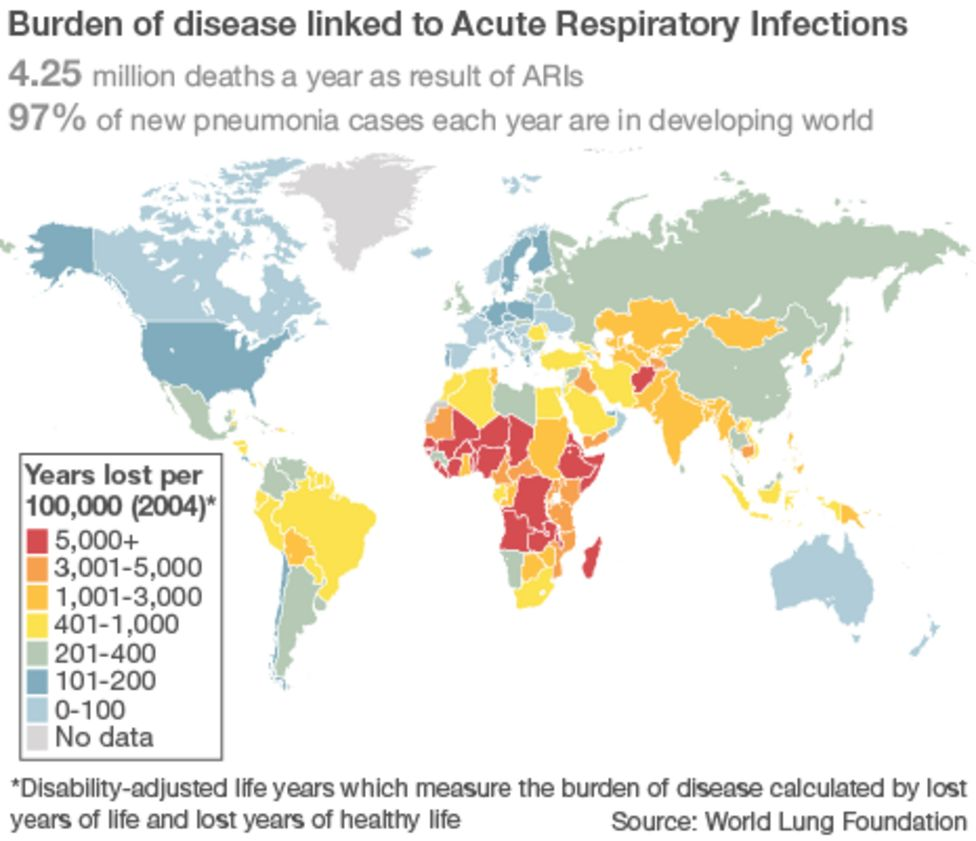 Burden of disease linked to Acute Respiratory Infections
4.25 million deaths a year as result of ARIs
97% of new pneumonia cases each year are in developing world
Years lost per
100,000 (2004)*
5,000+
3,001-5,000
1,001-3,000
401-1,000
201-400
101-200
0-100
No data
*Disability-adjusted life years which measure the burden of disease calculated by lost
years of life and lost years of healthy life
Source: World Lung Foundation